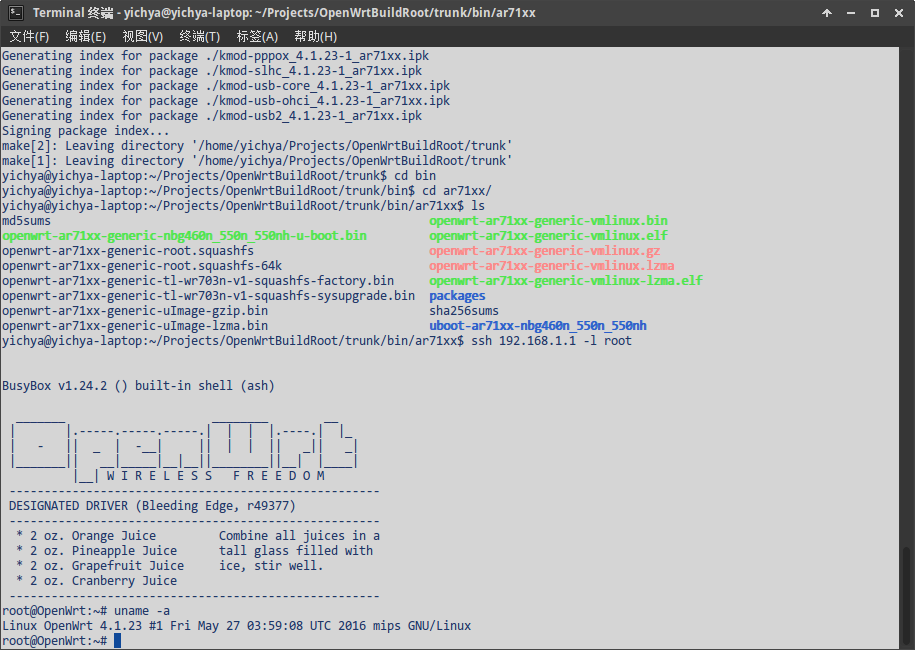 Terminal 终端 - yichya@yichya-laptop: ~/Projects/OpenWrtBuildRoot/trunk/bin/ar71xx
文件(F) 编辑(E) 视图(V) 终端(T) 标签(A) 帮助(H)
Generating index for package ./kmod-pppox_4.1.23-1_ar71xx.ipk
Generating index for package ./kmod-slhc_4.1.23-1_ar71xx.ipk
Generating index for package ./kmod-usb-core_4.1.23-1_ar71xx.ipk
Generating index for package ./kmod-usb-ohci_4.1.23-1_ar71xx.ipk
Generating index for package ./kmod-usb2_4.1.23-1_ar71xx.ipk
Signing package index...
make[2]: Leaving directory '/home/yichya/Projects/OpenWrtBuildRoot/trunk'
make[1]: Leaving directory '/home/yichya/Projects/OpenWrtBuildRoot/trunk'
yichya@yichya-laptop:~/Projects/OpenWrtBuildRoot/trunk$ cd bin
yichya@yichya-laptop:~/Projects/OpenWrtBuildRoot/trunk/bin$ cd ar71xx/
yichya@yichya-laptop:~/Projects/OpenWrtBuildRoot/trunk/bin/ar71xx$ ls
md5sums openwrt-ar71xx-generic-vmlinux.bin
openwrt-ar71xx-generic-nbg460n_550n_550nh-u-boot.bin openwrt-ar71xx-generic-vmlinux.elf
openwrt-ar71xx-generic-root.squashfs openwrt-ar71xx-generic-vmlinux.gz
openwrt-ar71xx-generic-root.squashfs-64k openwrt-ar71xx-generic-vmlinux.lzma
openwrt-ar71xx-generic-tl-wr703n-v1-squashfs-factory.bin openwrt-ar71xx-generic-vmlinux-lzma.elf
openwrt-ar71xx-generic-tl-wr703n-v1-squashfs-sysupgrade.bin packages
openwrt-ar71xx-generic-uImage-gzip.bin sha256sums
openwrt-ar71xx-generic-uImage-lzma.bin uboot-ar71xx-nbg460n_550n_550nh
yichya@yichya-laptop:~/Projects/OpenWrtBuildRoot/trunk/bin/ar71xx$ ssh 192.168.1.1 -l root
BusyBox v1.24.2 () built-in shell (ash)
OpenWrt
W I R E L E S S   F R E E D O M
-----------------------------------------------------
DESIGNATED DRIVER (Bleeding Edge, r49377)
-----------------------------------------------------
* 2 oz. Orange Juice Combine all juices in a
* 2 oz. Pineapple Juice tall glass filled with
* 2 oz. Grapefruit Juice ice, stir well.
* 2 oz. Cranberry Juice
-----------------------------------------------------
root@OpenWrt:~# uname -a
Linux OpenWrt 4.1.23 #1 Fri May 27 03:59:08 UTC 2016 mips GNU/Linux
root@OpenWrt:~#